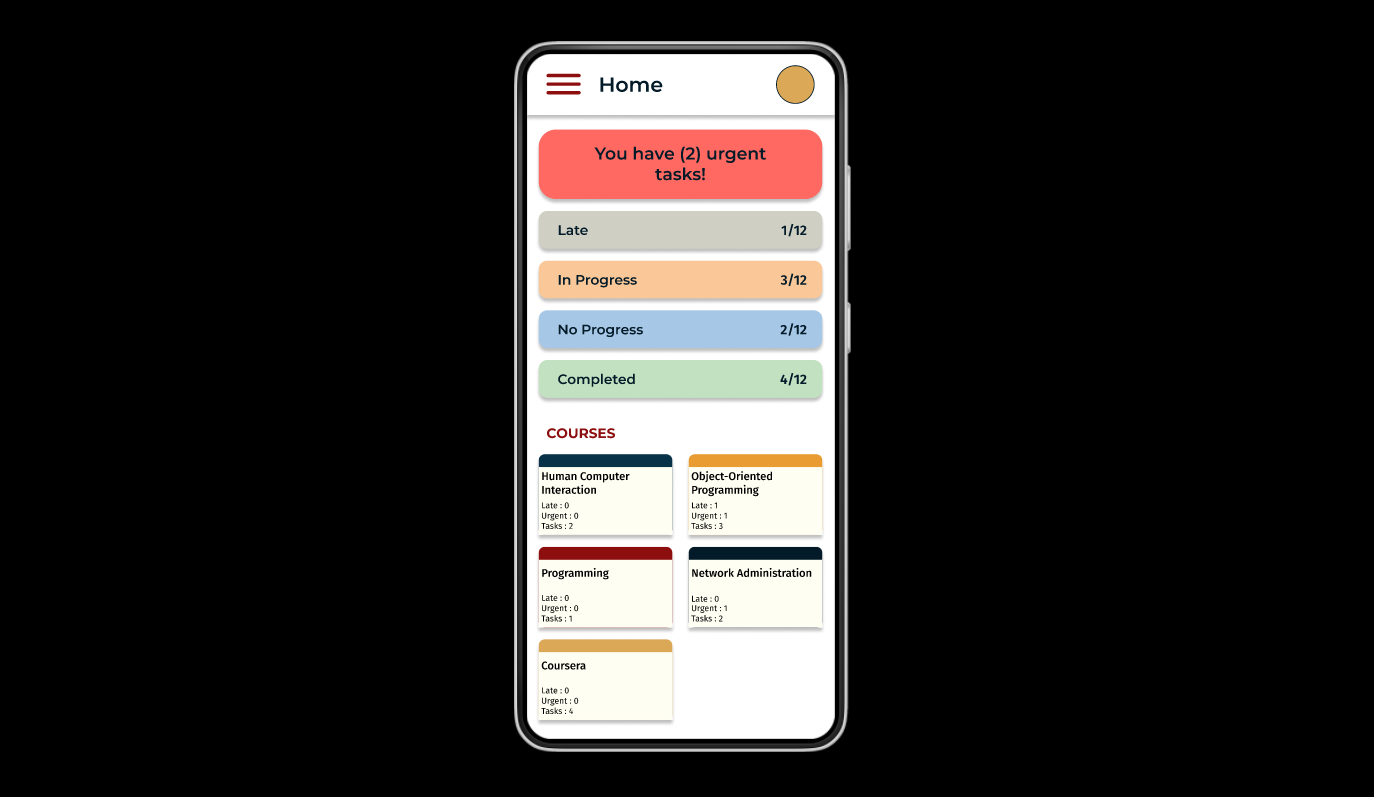 Home
You have (2) urgent
tasks!
Late 1/12
In Progress 3/12
No Progress 2/12
Completed 4/12
COURSES
Human Computer
Interaction
Late : 0
Urgent : 0
Tasks : 2
Object-Oriented
Programming
Late : 1
Urgent : 1
Tasks : 3
Programming
Late : 0
Urgent : 0
Tasks : 1
Network Administration
Late : 0
Urgent : 1
Tasks : 2
Coursera
Late : 0
Urgent : 0
Tasks : 4